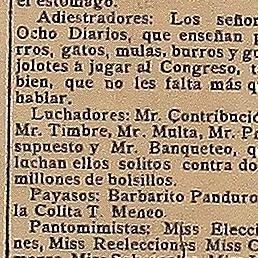 el estómago.
Adiestradores: Los señor
Ocho Diarios, que enseñan p
rros, gatos, mulas, burros y gu
jolotes á jugar al Congreso, t
bien, que no les falta más q
hablar.
Luchadores: Mr. Contribució
Mr. Timbre, Mr. Multa, Mr. Pr
supuesto y Mr. Banqueteo, q
luchan ellos solitos contra do
millones de bolsillos.
Payasos: Barbarito Panduro
la Colita T. Meneo.
Pantomimistas: Miss Elecci
nes, Miss Reelecciones Miss C